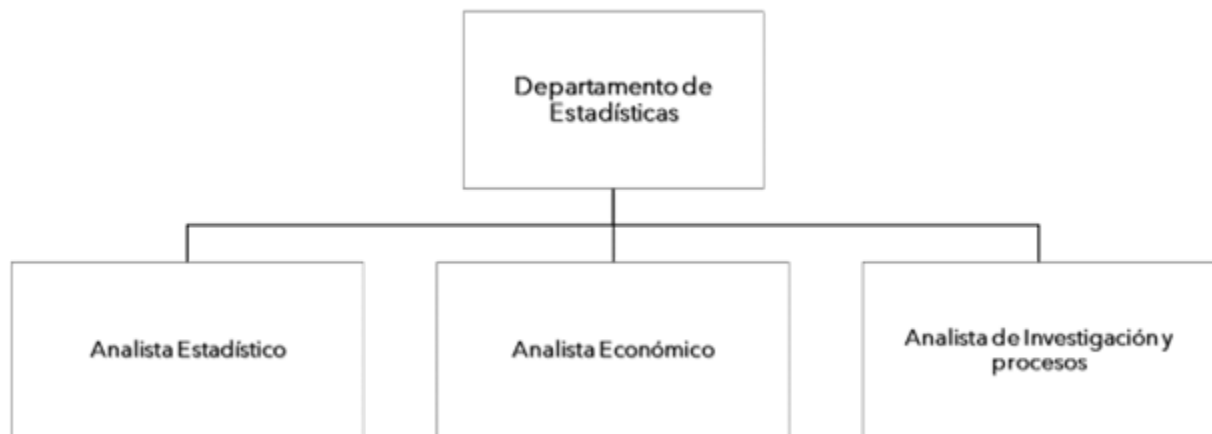 Departamento de
Estadísticas
Analista Estadístico
Analista Económico
Analista de Investigación y
procesos